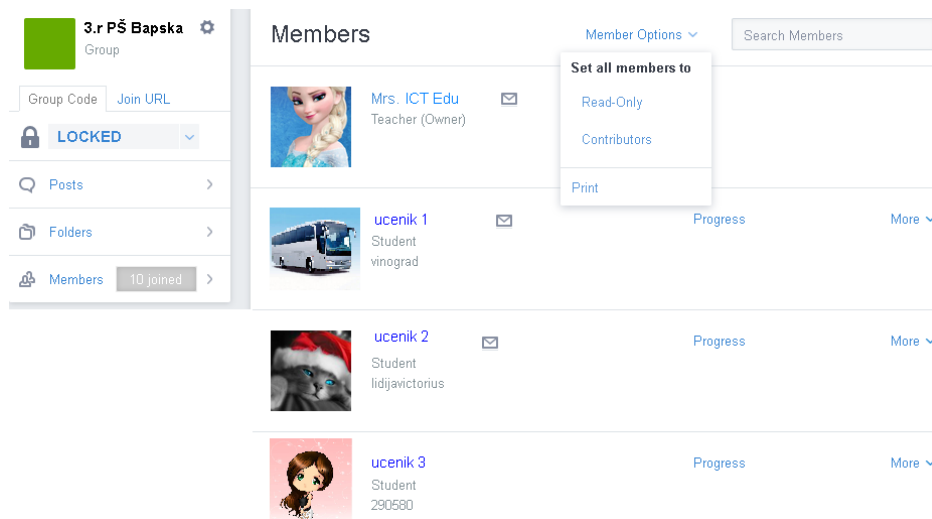 3.r PŠ Bapska
Group
Group Code
Join URL
LOCKED
Posts
Folders
Members 10 joined
Members
Member Options
Search Members
Set all members to
Read-Only
Contributors
Print
Mrs. ICT Edu
Teacher (Owner)
ucenik 1
Student
vinograd
Progress
More
ucenik 2
Student
lidijavictorius
Progress
More
ucenik 3
Student
290580
Progress
More